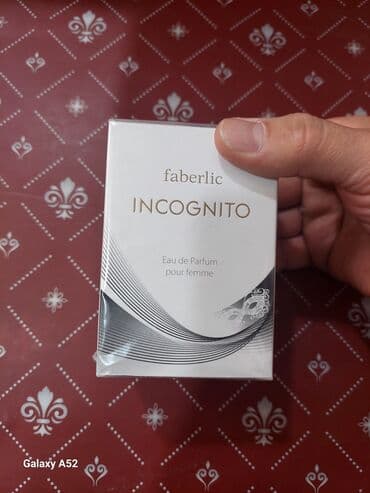 faberlic
INCOGNITO
Eau de Parfum
pour femme
Galaxy A52